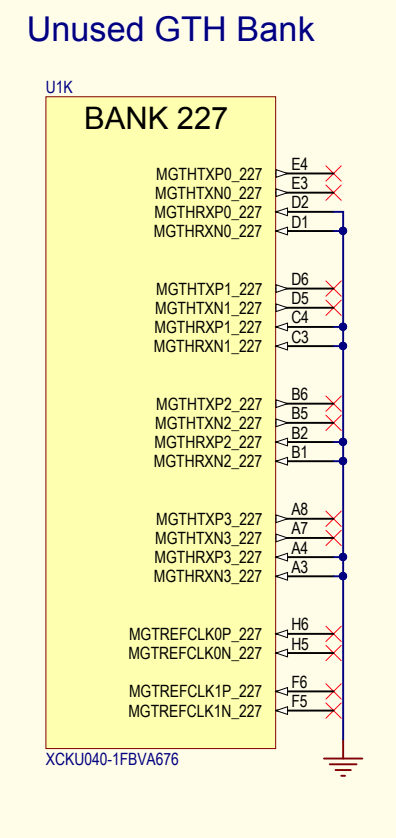 Unused GTH Bank
U1K
BANK 227
MGTHTXP0_227 E4
MGTHTXN0_227 E3
MGTHRXP0_227 D2
MGTHRXN0_227 D1
MGTHTXP1_227 D6
MGTHTXN1_227 D5
MGTHRXP1_227 C4
MGTHRXN1_227 C3
MGTHTXP2_227 B6
MGTHTXN2_227 B5
MGTHRXP2_227 B2
MGTHRXN2_227 B1
MGTHTXP3_227 A8
MGTHTXN3_227 A7
MGTHRXP3_227 A4
MGTHRXN3_227 A3
MGTREFCLK0P_227 H6
MGTREFCLK0N_227 H5
MGTREFCLK1P_227 F6
MGTREFCLK1N_227 F5
XCKU040-1FBVA676